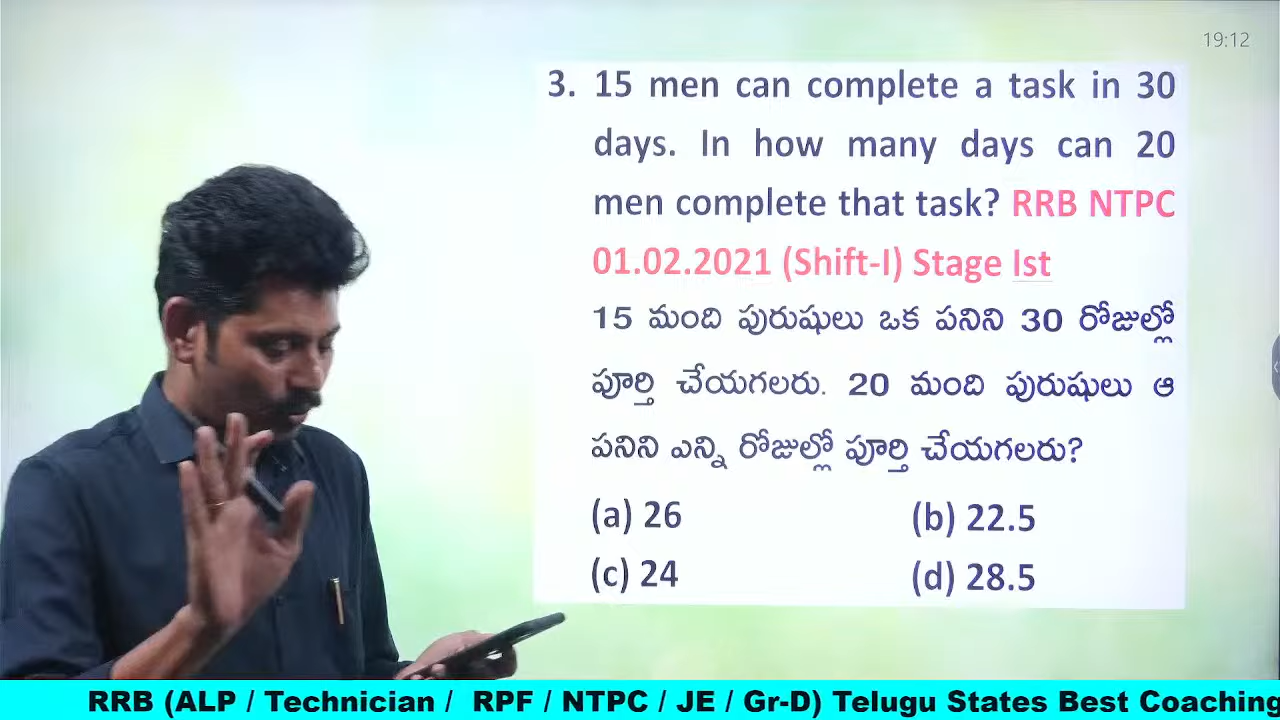 19:12
3. 15 men can complete a task in 30
days. In how many days can 20
men complete that task? RRB NTPC
01.02.2021 (Shift-I) Stage Ist
15 మంది పురుషులు ఒక పనిని 30 రోజుల్లో
పూర్తి చేయగలరు. 20 మంది పురుషులు ఆ
పనిని ఎన్ని రోజుల్లో పూర్తి చేయగలరు?
(a) 26 (b) 22.5
(c) 24 (d) 28.5
RRB (ALP / Technician / RPF / NTPC / JE / Gr-D) Telugu States Best Coaching